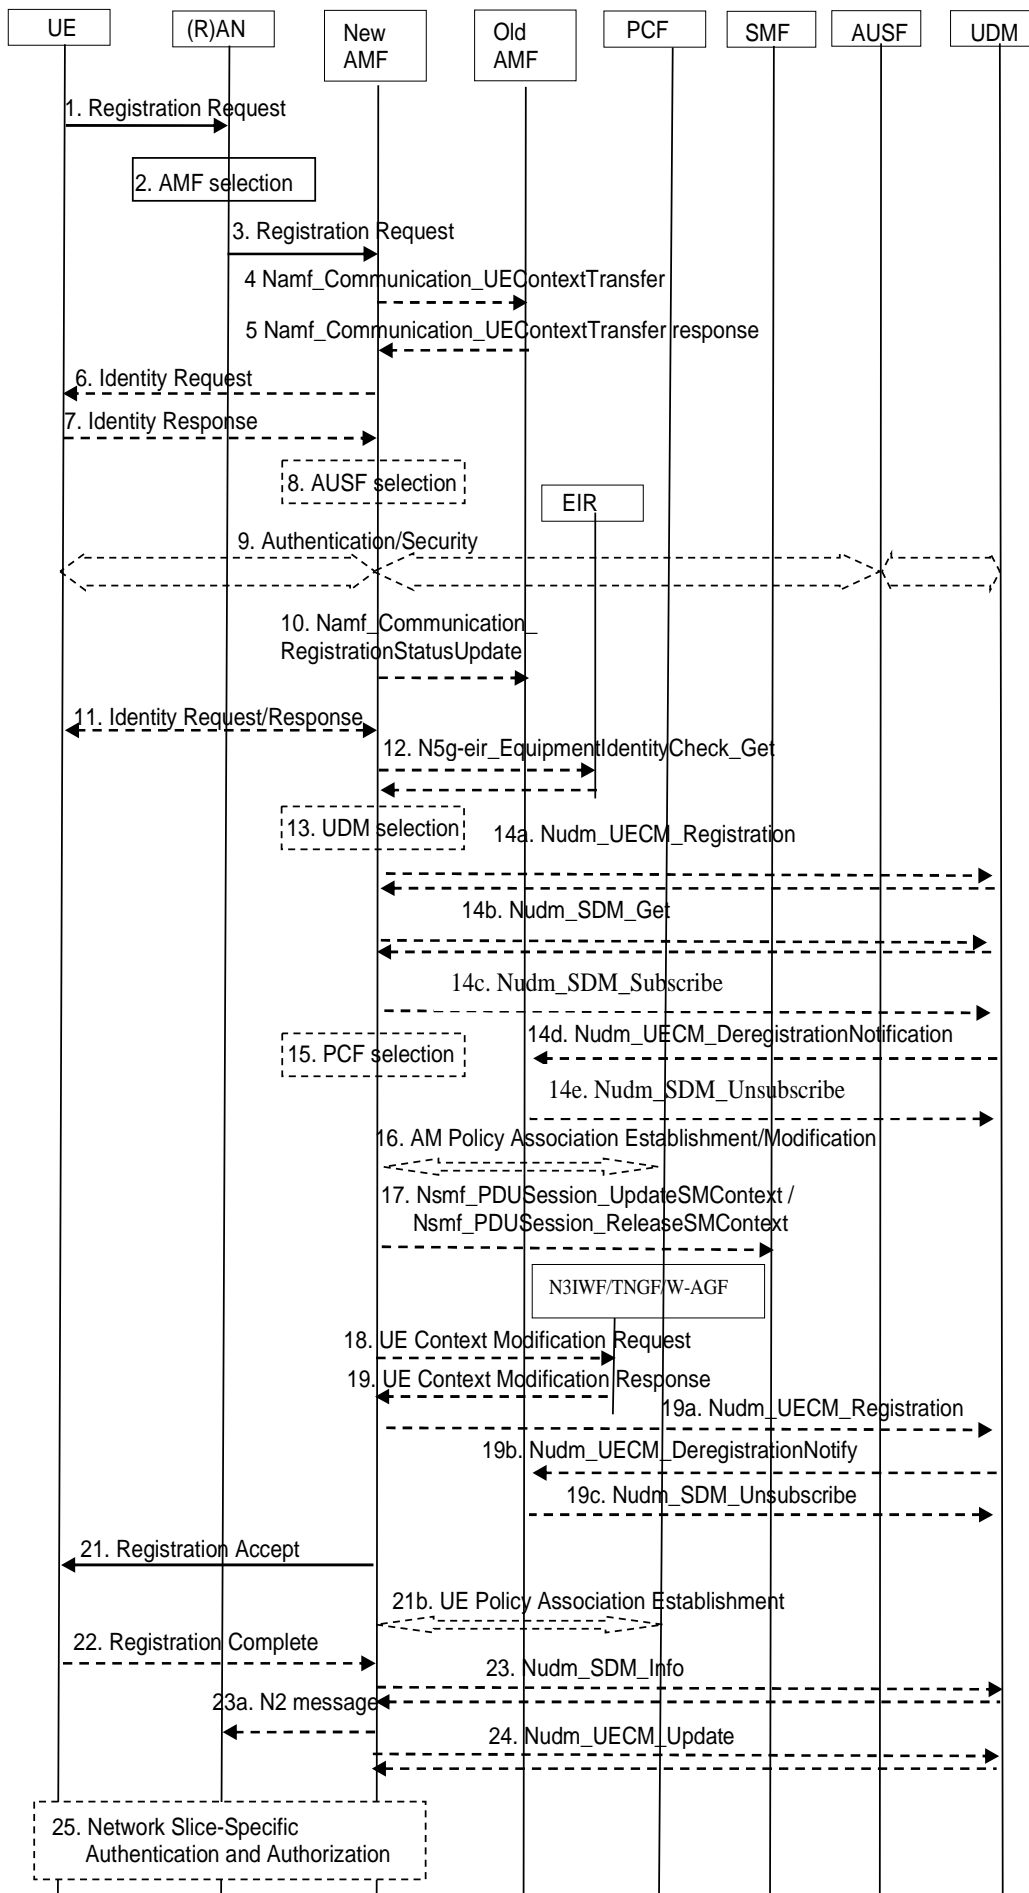 UE
(R)AN
New
AMF
Old
AMF
PCF
SMF
AUSF
UDM
1. Registration Request
2. AMF selection
3. Registration Request
4 Namf_Communication_UEContextTransfer
5 Namf_Communication_UEContextTransfer response
6. Identity Request
7. Identity Response
8. AUSF selection
EIR
9. Authentication/Security
10. Namf_Communication_
RegistrationStatusUpdate
11. Identity Request/Response
12. N5g-eir_EquipmentIdentityCheck_Get
13. UDM selection
14a. Nudm_UECM_Registration
14b. Nudm_SDM_Get
14c. Nudm_SDM_Subscribe
14d. Nudm_UECM_DeregistrationNotification
15. PCF selection
14e. Nudm_SDM_Unsubscribe
16. AM Policy Association Establishment/Modification
17. Nsmf_PDUSession_UpdateSMContext /
Nsmf_PDUSession_ReleaseSMContext
N3IWF/TNGF/W-AGF
18. UE Context Modification Request
19. UE Context Modification Response
19a. Nudm_UECM_Registration
19b. Nudm_UECM_DeregistrationNotify
19c. Nudm_SDM_Unsubscribe
21. Registration Accept
21b. UE Policy Association Establishment
22. Registration Complete
23. Nudm_SDM_Info
23a. N2 message
24. Nudm_UECM_Update
25. Network Slice-Specific
Authentication and Authorization